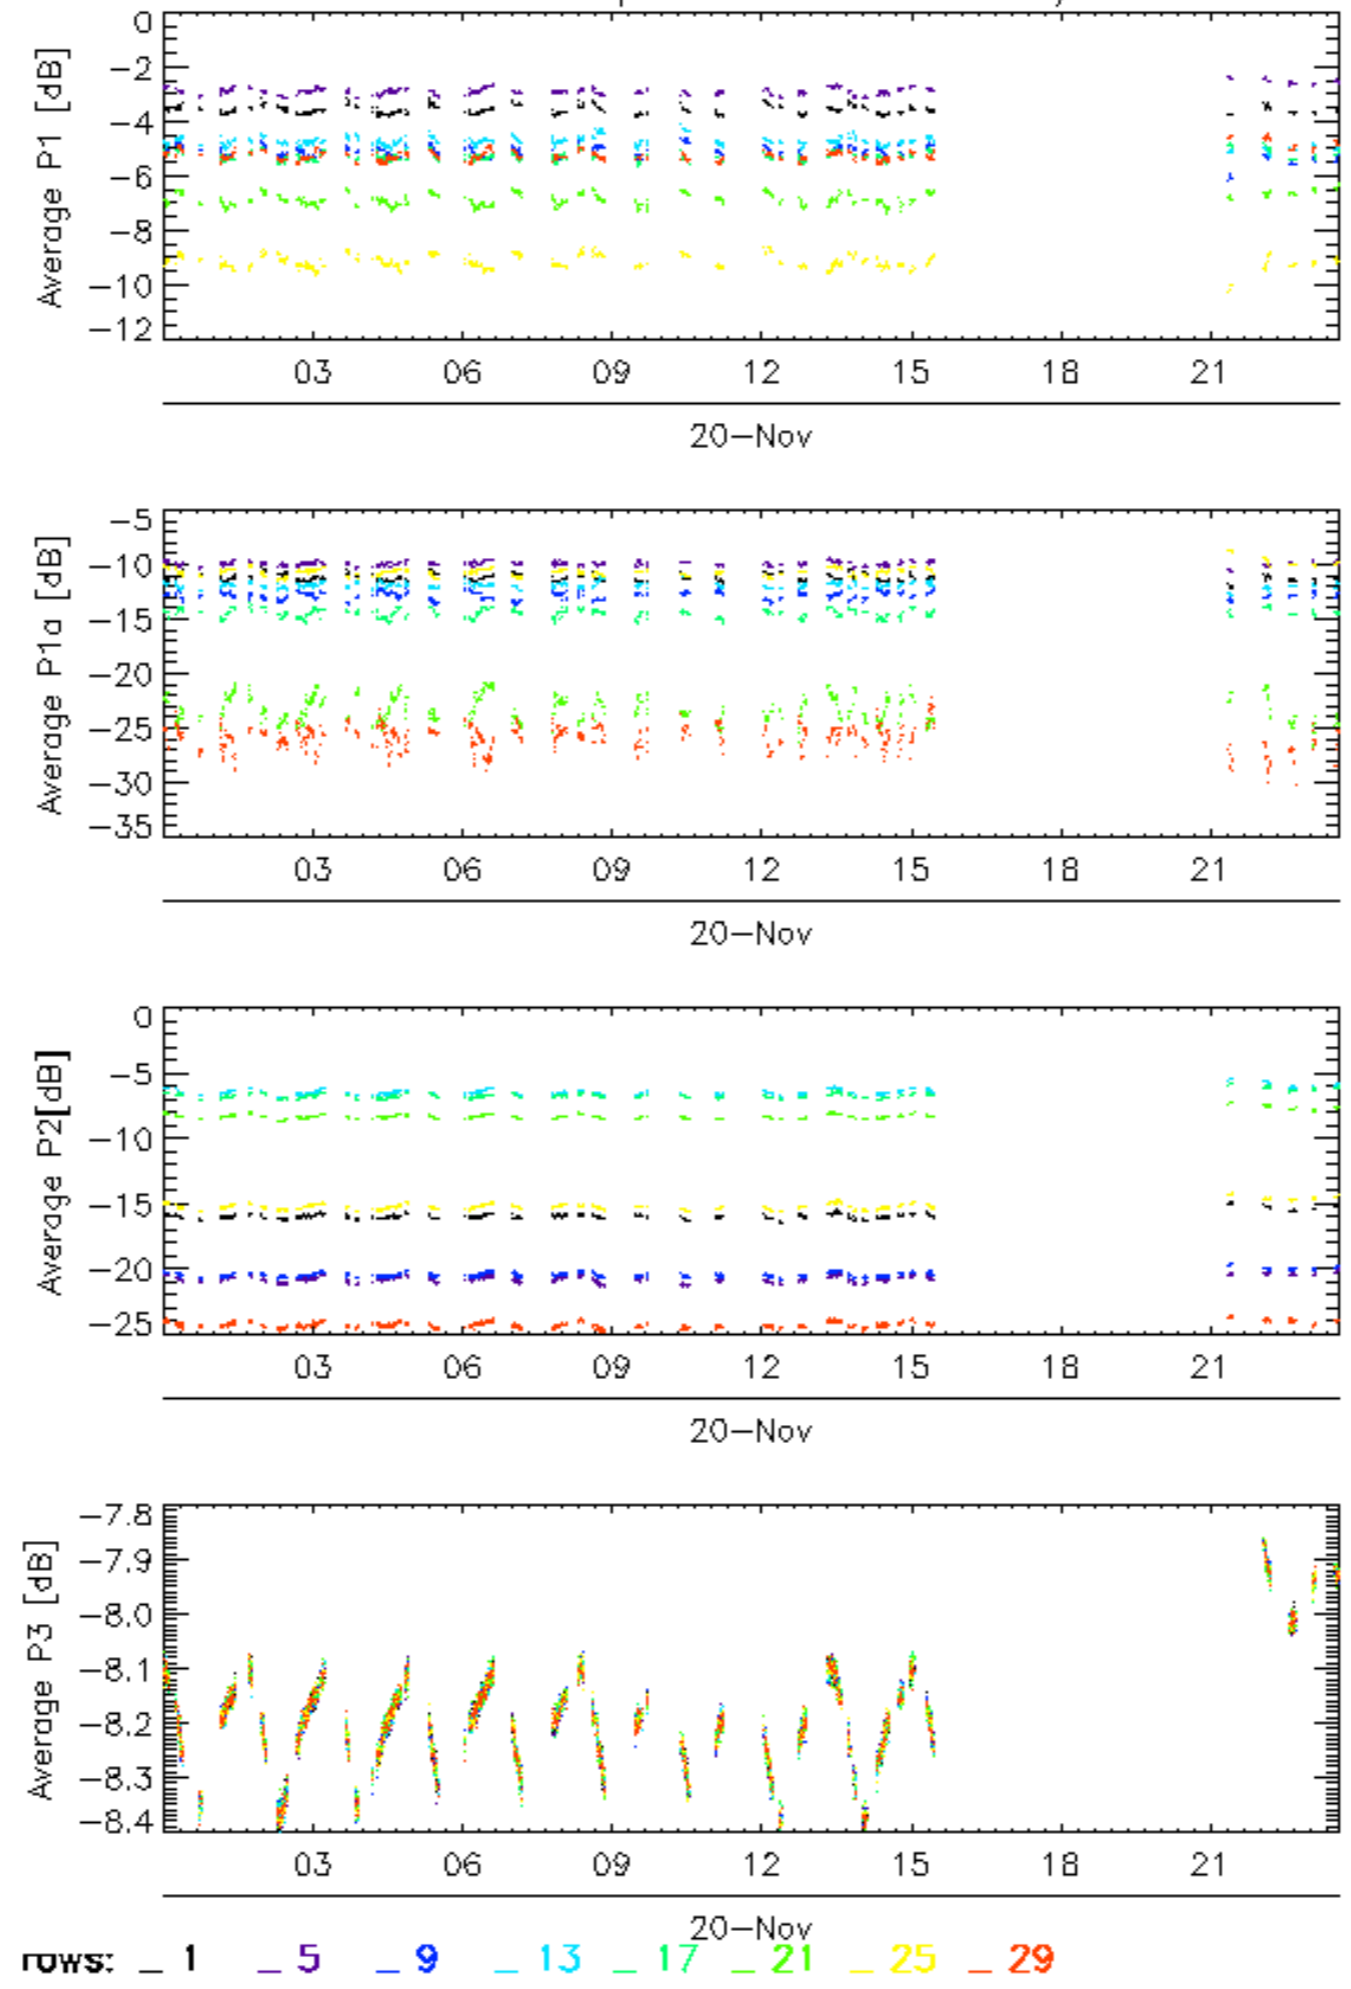 0
−2
−4
−6
−8
−10
−12
Average P1 [dB]
03 06 09 12 15 18 21
20−Nov
−5
−10
−15
−20
−25
−30
−35
Average P1a [dB]
03 06 09 12 15 18 21
20−Nov
0
−5
−10
−15
−20
−25
Average P2[dB]
03 06 09 12 15 18 21
20−Nov
−7.8
−7.9
−8.0
−8.1
−8.2
−8.3
−8.4
Average P3 [dB]
03 06 09 12 15 18 21
20−Nov
rows: _ 1 _ 5 _ 9 _ 13 _ 17 _ 21 _ 25 _ 29